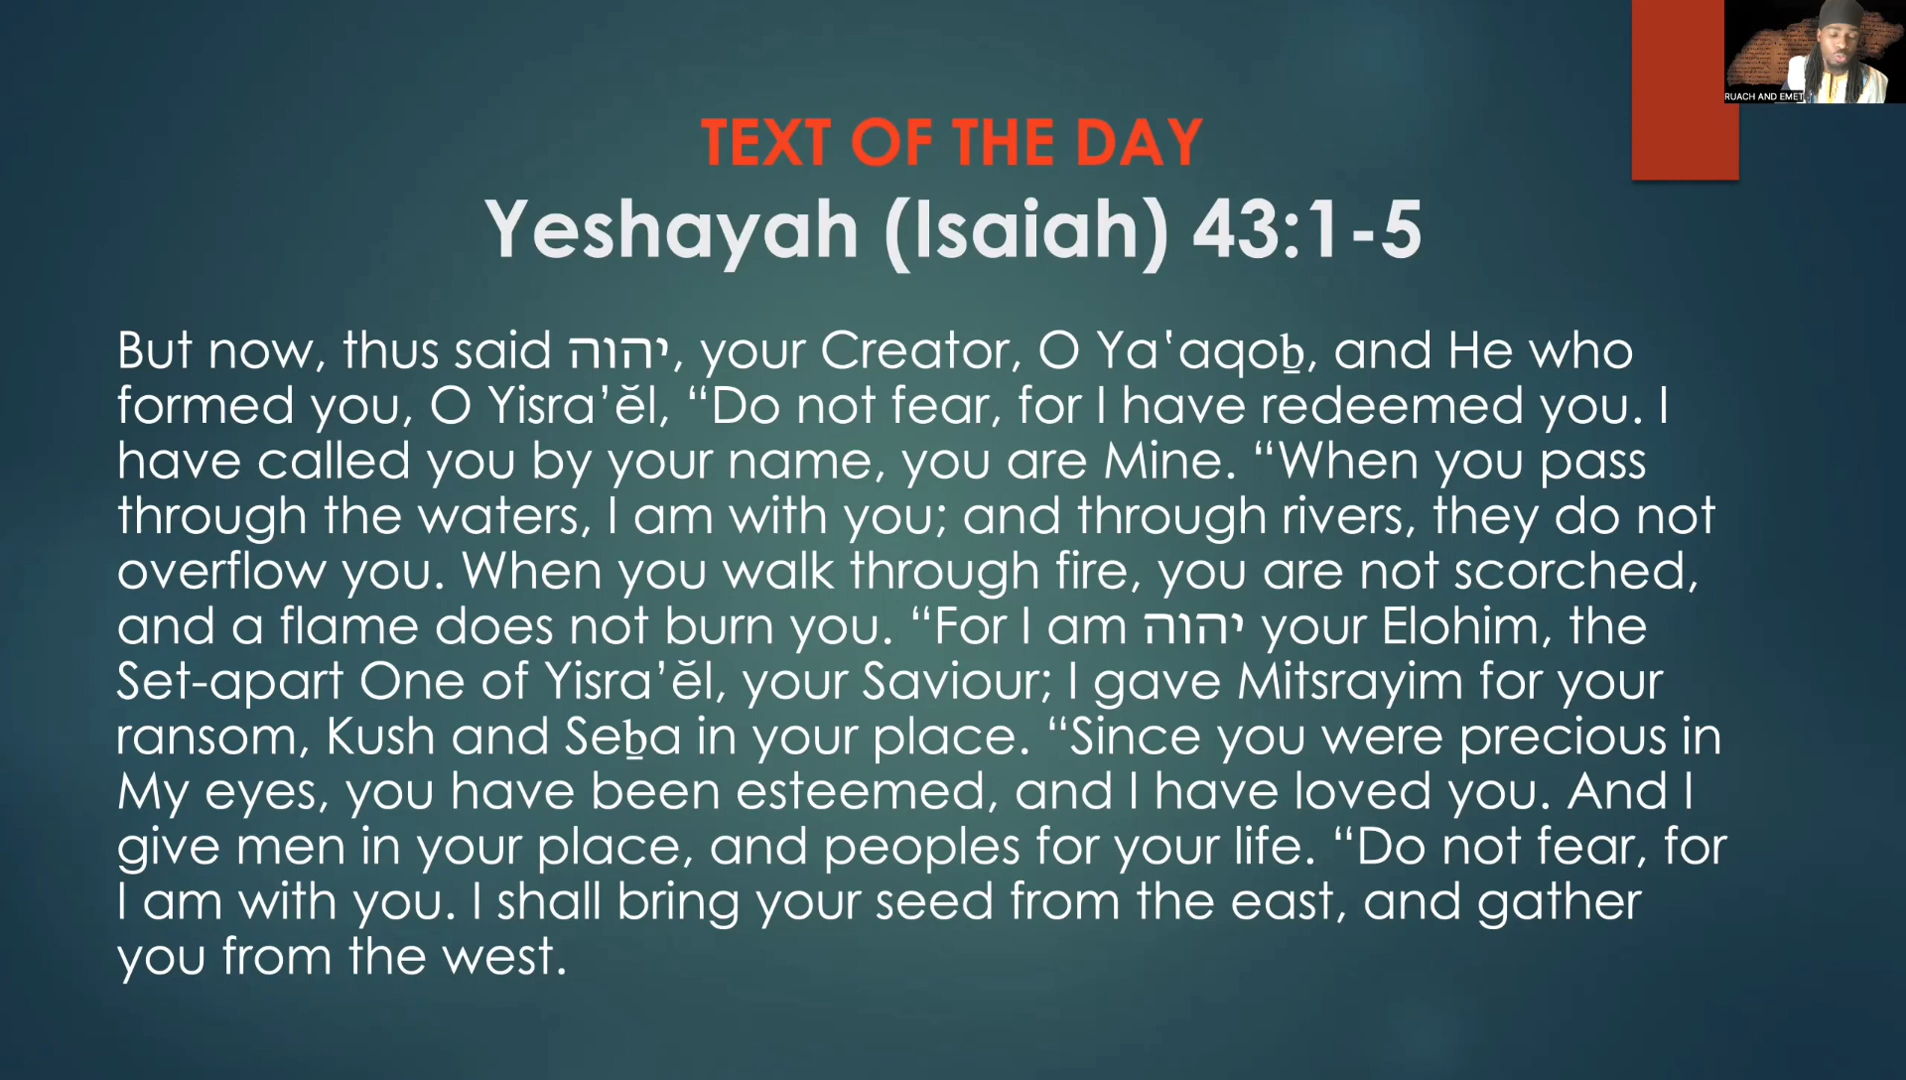 RUACH AND EMET
TEXT OF THE DAY
Yeshayah (Isaiah) 43:1-5
But now, thus said יהוה, your Creator, O Yaʽaqoḇ, and He who
formed you, O Yisra’ĕl, “Do not fear, for I have redeemed you. I
have called you by your name, you are Mine. “When you pass
through the waters, I am with you; and through rivers, they do not
overflow you. When you walk through fire, you are not scorched,
and a flame does not burn you. “For I am יהוה your Elohim, the
Set-apart One of Yisra’ĕl, your Saviour; I gave Mitsrayim for your
ransom, Kush and Seḇa in your place. “Since you were precious in
My eyes, you have been esteemed, and I have loved you. And I
give men in your place, and peoples for your life. “Do not fear, for
I am with you. I shall bring your seed from the east, and gather
you from the west.